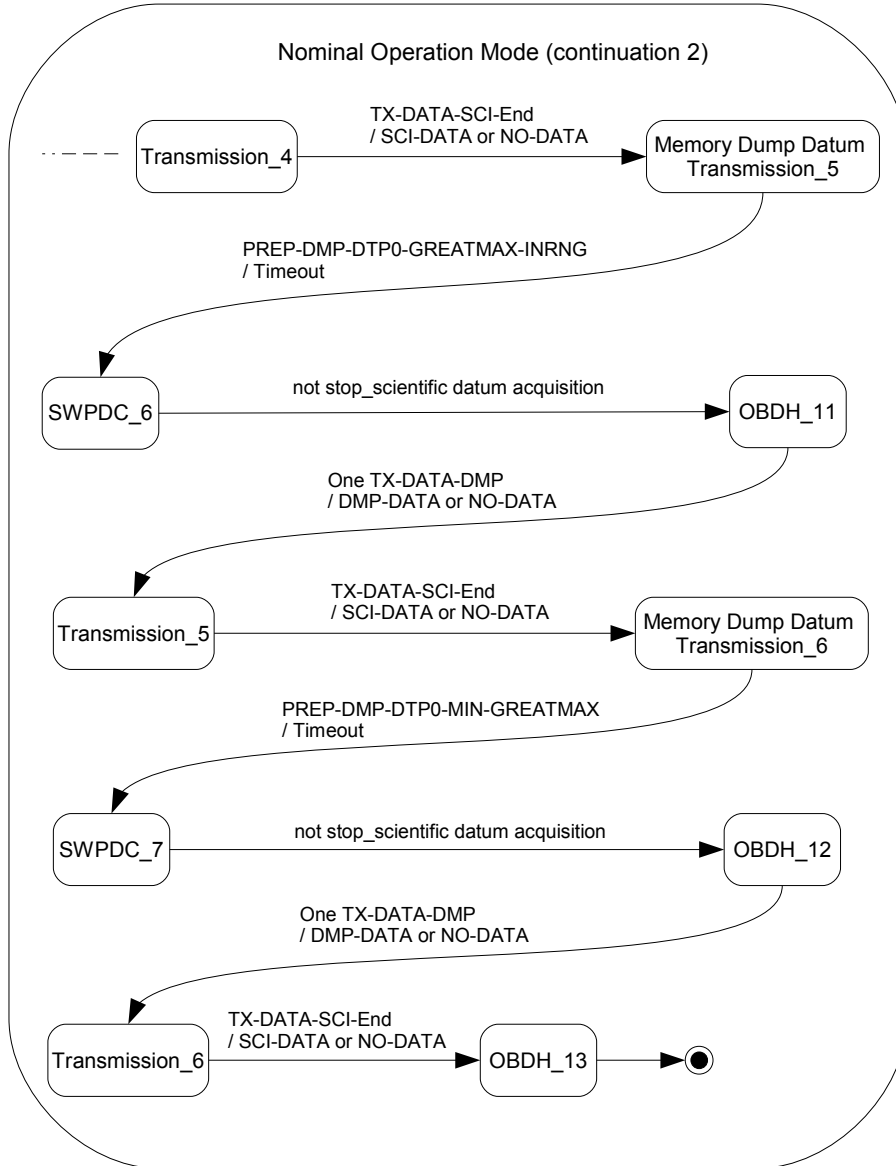 Nominal Operation Mode (continuation 2)
TX-DATA-SCI-End
/ SCI-DATA or NO-DATA
Transmission_4
Memory Dump Datum
Transmission_5
PREP-DMP-DTP0-GREATMAX-INRNG
/ Timeout
SWPDC_6
not stop_scientific datum acquisition
OBDH_11
One TX-DATA-DMP
/ DMP-DATA or NO-DATA
Transmission_5
TX-DATA-SCI-End
/ SCI-DATA or NO-DATA
Memory Dump Datum
Transmission_6
PREP-DMP-DTP0-MIN-GREATMAX
/ Timeout
SWPDC_7
not stop_scientific datum acquisition
OBDH_12
One TX-DATA-DMP
/ DMP-DATA or NO-DATA
Transmission_6
TX-DATA-SCI-End
/ SCI-DATA or NO-DATA
OBDH_13